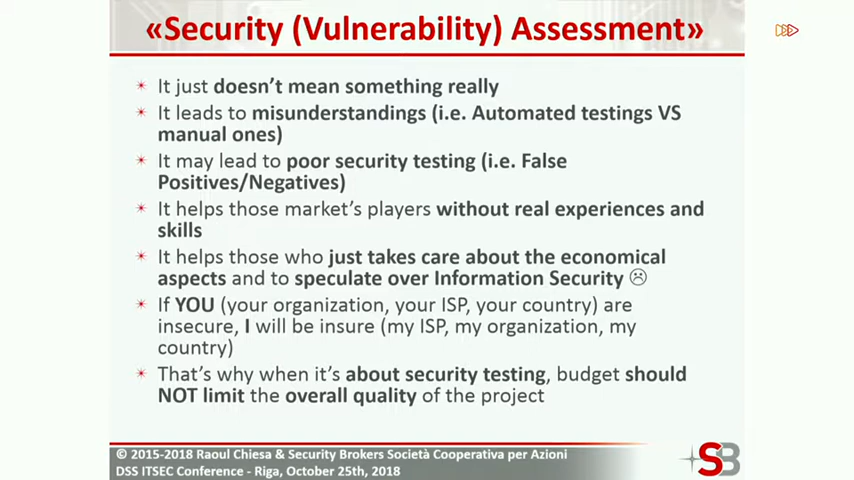 «Security (Vulnerability) Assessment»
It just doesn't mean something really
It leads to misunderstandings (i.e. Automated testings VS
manual ones)
It may lead to poor security testing (i.e. False
Positives/Negatives)
It helps those market's players without real experiences and
skills
It helps those who just takes care about the economical
aspects and to speculate over Information Security ☹
If YOU (your organization, your ISP, your country) are
insecure, I will be insure (my ISP, my organization, my
country)
That's why when it's about security testing, budget should
NOT limit the overall quality of the project
© 2015-2018 Raoul Chiesa & Security Brokers Società Cooperativa per Azioni
DSS ITSEC Conference - Riga, October 25th, 2018
SB